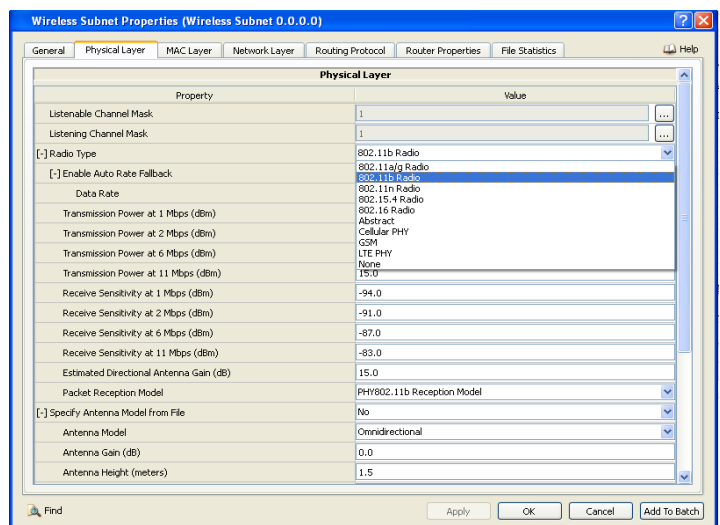 Wireless Subnet Properties (Wireless Subnet 0.0.0.0)
General Physical Layer MAC Layer Network Layer Routing Protocol Router Properties File Statistics Help
Physical Layer
Property Value
Listenable Channel Mask 1 ...
Listening Channel Mask 1 ...
[-] Radio Type 802.11b Radio
802.11a/g Radio
[-] Enable Auto Rate Fallback 802.11b Radio
802.11n Radio
Data Rate 802.15.4 Radio
802.16 Radio
Transmission Power at 1 Mbps (dBm) Abstract
Transmission Power at 2 Mbps (dBm) Cellular PHY
GSM
Transmission Power at 6 Mbps (dBm) LTE PHY
None
Transmission Power at 11 Mbps (dBm) 15.0
Receive Sensitivity at 1 Mbps (dBm) -94.0
Receive Sensitivity at 2 Mbps (dBm) -91.0
Receive Sensitivity at 6 Mbps (dBm) -87.0
Receive Sensitivity at 11 Mbps (dBm) -83.0
Estimated Directional Antenna Gain (dB) 15.0
Packet Reception Model PHY802.11b Reception Model
[-] Specify Antenna Model from File No
Antenna Model Omnidirectional
Antenna Gain (dB) 0.0
Antenna Height (meters) 1.5
Find Apply OK Cancel Add To Batch